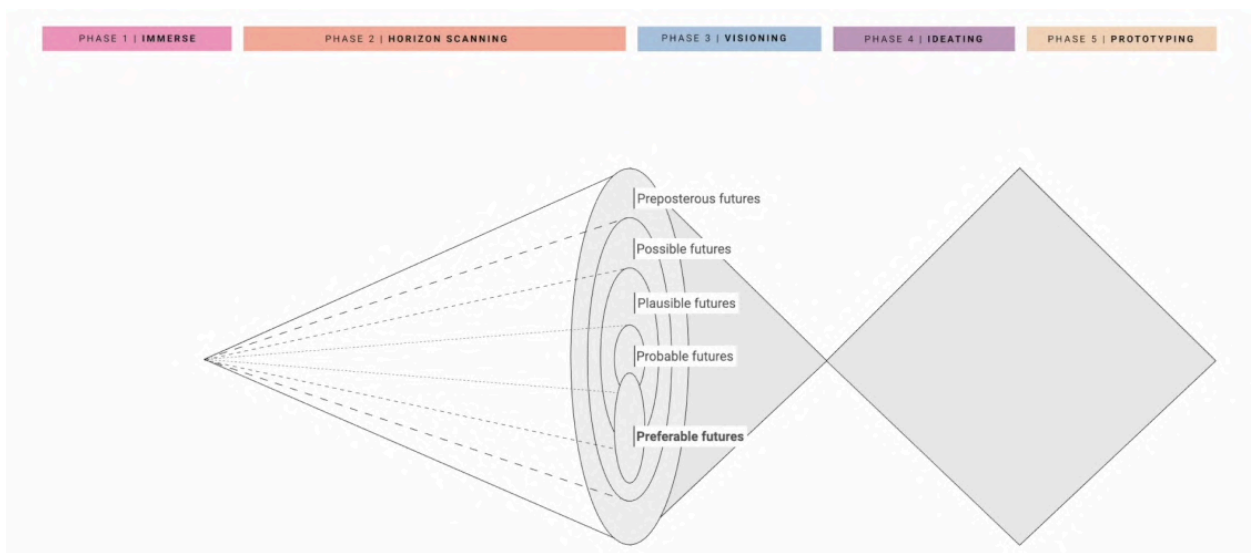 PHASE 1 | IMMERSE
PHASE 2 | HORIZON SCANNING
PHASE 3 | VISIONING
PHASE 4 | IDEATING
PHASE 5 | PROTOTYPING
Preposterous futures
Possible futures
Plausible futures
Probable futures
Preferable futures